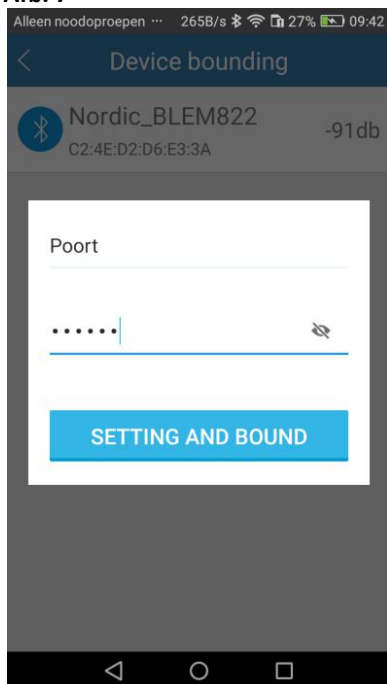 Alleen noodoproepen ··· 265B/s 27% 09:42
Device bounding
Nordic_BLEM822
-91db
C2:4E:D2:D6:E3:3A
Poort
••••••
SETTING AND BOUND